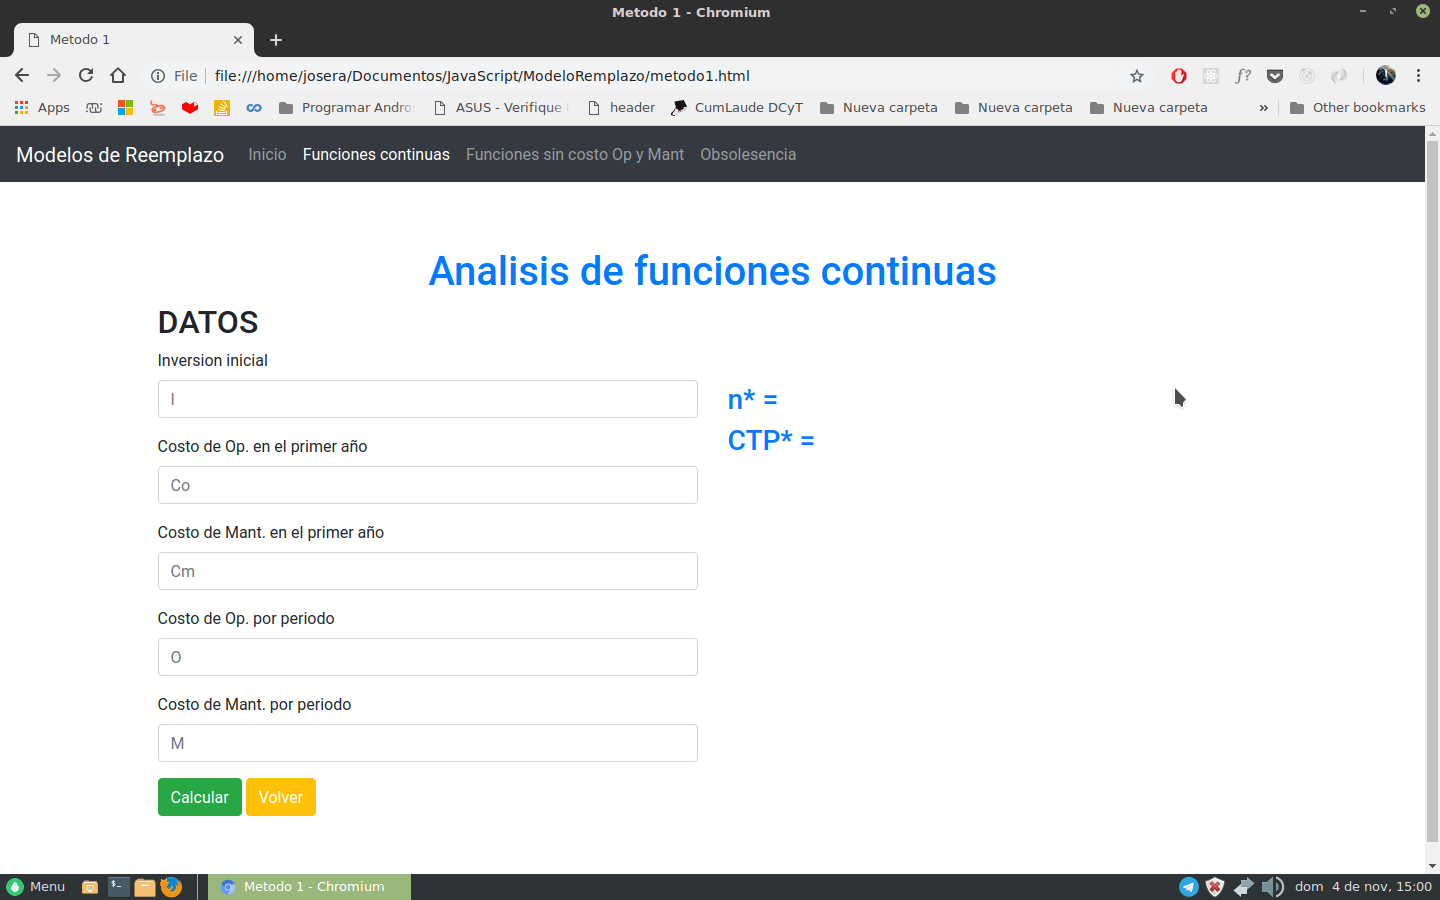 Metodo 1 - Chromium
Metodo 1
File file:///home/josera/Documentos/JavaScript/ModeloRemplazo/metodo1.html
f?
Apps Programar Andro ASUS - Verifique header CumLaude DCyT Nueva carpeta Nueva carpeta Nueva carpeta » Other bookmarks
Modelos de Reemplazo Inicio Funciones continuas Funciones sin costo Op y Mant Obsolesencia
Analisis de funciones continuas
DATOS
Inversion inicial
I
n* =
CTP* =
Costo de Op. en el primer año
Co
Costo de Mant. en el primer año
Cm
Costo de Op. por periodo
O
Costo de Mant. por periodo
M
Calcular Volver
Menu $- Metodo 1 - Chromium dom 4 de nov, 15:00